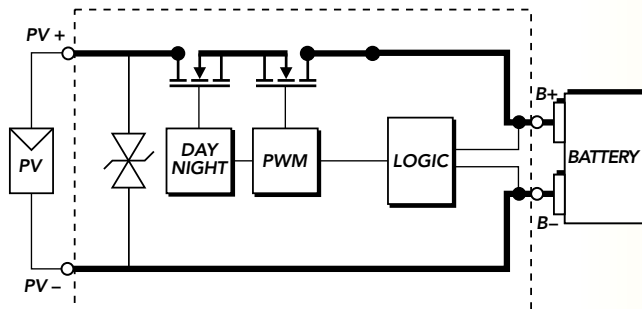 PV +
PV
DAY
NIGHT
PWM
LOGIC
B+
BATTERY
B–
PV –